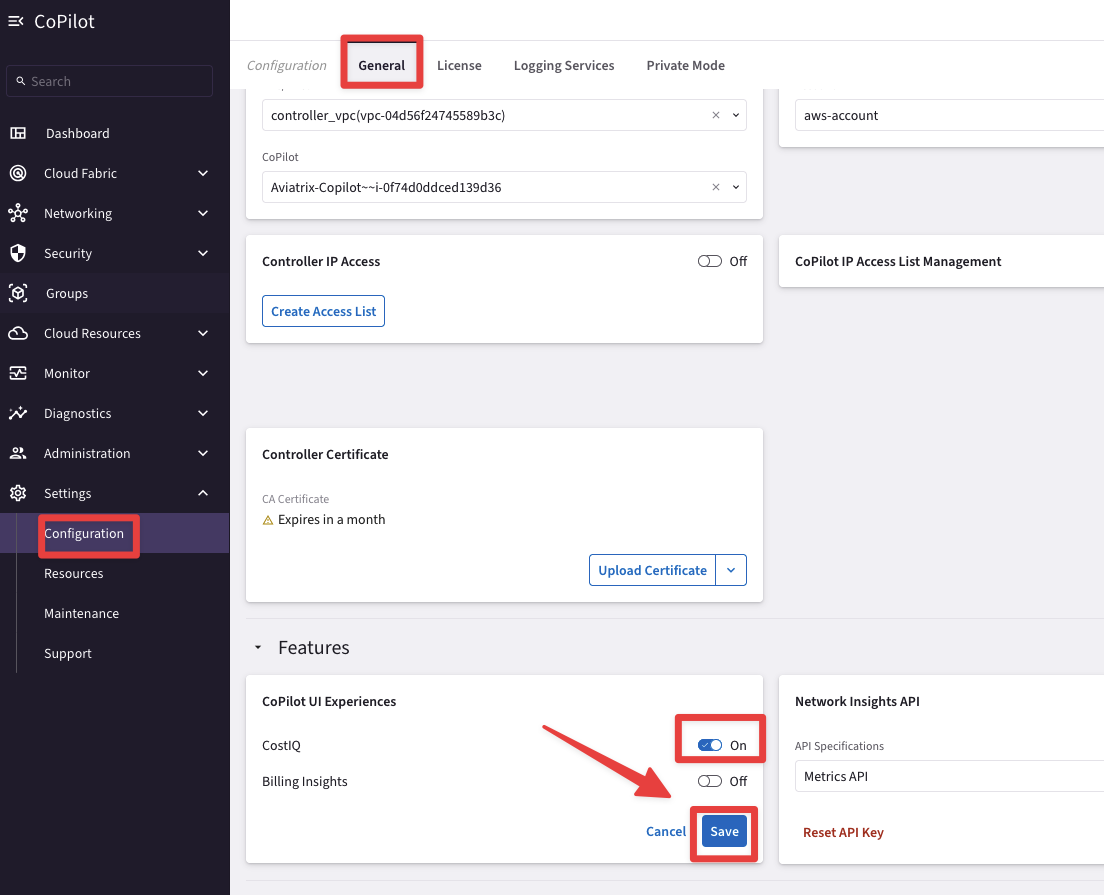 CoPilot
Search
Dashboard
Cloud Fabric
Networking
Security
Groups
Cloud Resources
Monitor
Diagnostics
Administration
Settings
Configuration
Resources
Maintenance
Support
Configuration General License Logging Services Private Mode
controller_vpc(vpc-04d56f24745589b3c)
CoPilot
Aviatrix-Copilot~~i-0f74d0ddced139d36
aws-account
Controller IP Access Off
Create Access List
CoPilot IP Access List Management
Controller Certificate
CA Certificate
Expires in a month
Upload Certificate
Features
CoPilot UI Experiences
CostIQ On
Billing Insights Off
Cancel Save
Network Insights API
API Specifications
Metrics API
Reset API Key